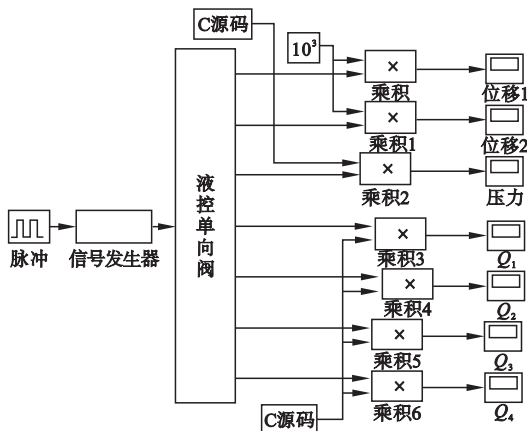 C源码
10³
×
乘积
位移1
×
乘积1
位移2
×
乘积2
压力
液控单向阀
脉冲
信号发生器
×
乘积3
Q₁
×
乘积4
Q₂
×
乘积5
Q₃
×
乘积6
Q₄
C源码